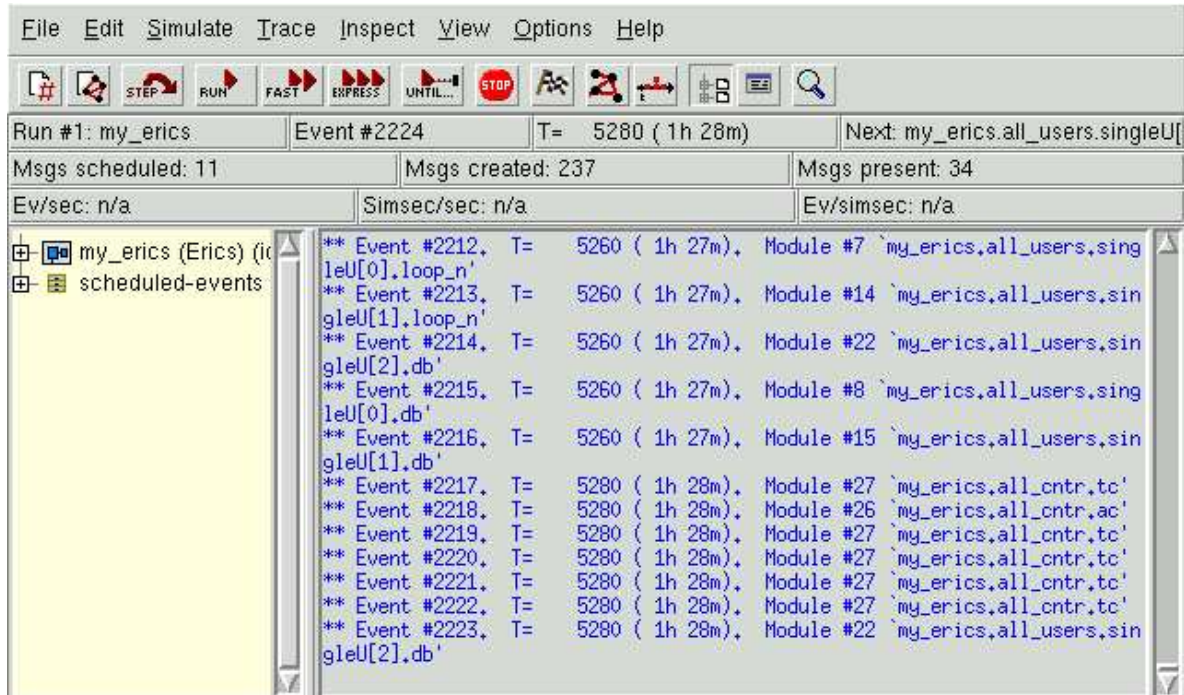 File Edit Simulate Trace Inspect View Options Help
STEP RUN FAST EXPRESS UNTIL... STOP
Run #1: my_erics Event #2224 T= 5280 ( 1h 28m) Next: my_erics.all_users.singleU[
Msgs scheduled: 11 Msgs created: 237 Msgs present: 34
Ev/sec: n/a Simsec/sec: n/a Ev/simsec: n/a
my_erics (Erics) (i
scheduled-events
** Event #2212. T= 5260 ( 1h 27m). Module #7 `my_erics.all_users.sing
leU[0].loop_n'
** Event #2213. T= 5260 ( 1h 27m). Module #14 `my_erics.all_users.sin
gleU[1].loop_n'
** Event #2214. T= 5260 ( 1h 27m). Module #22 `my_erics.all_users.sin
gleU[2].db'
** Event #2215. T= 5260 ( 1h 27m). Module #8 `my_erics.all_users.sing
leU[0].db'
** Event #2216. T= 5260 ( 1h 27m). Module #15 `my_erics.all_users.sin
gleU[1].db'
** Event #2217. T= 5280 ( 1h 28m). Module #27 `my_erics.all_cntr.tc'
** Event #2218. T= 5280 ( 1h 28m). Module #26 `my_erics.all_cntr.ac'
** Event #2219. T= 5280 ( 1h 28m). Module #27 `my_erics.all_cntr.tc'
** Event #2220. T= 5280 ( 1h 28m). Module #27 `my_erics.all_cntr.tc'
** Event #2221. T= 5280 ( 1h 28m). Module #27 `my_erics.all_cntr.tc'
** Event #2222. T= 5280 ( 1h 28m). Module #27 `my_erics.all_cntr.tc'
** Event #2223. T= 5280 ( 1h 28m). Module #22 `my_erics.all_users.sin
gleU[2].db'